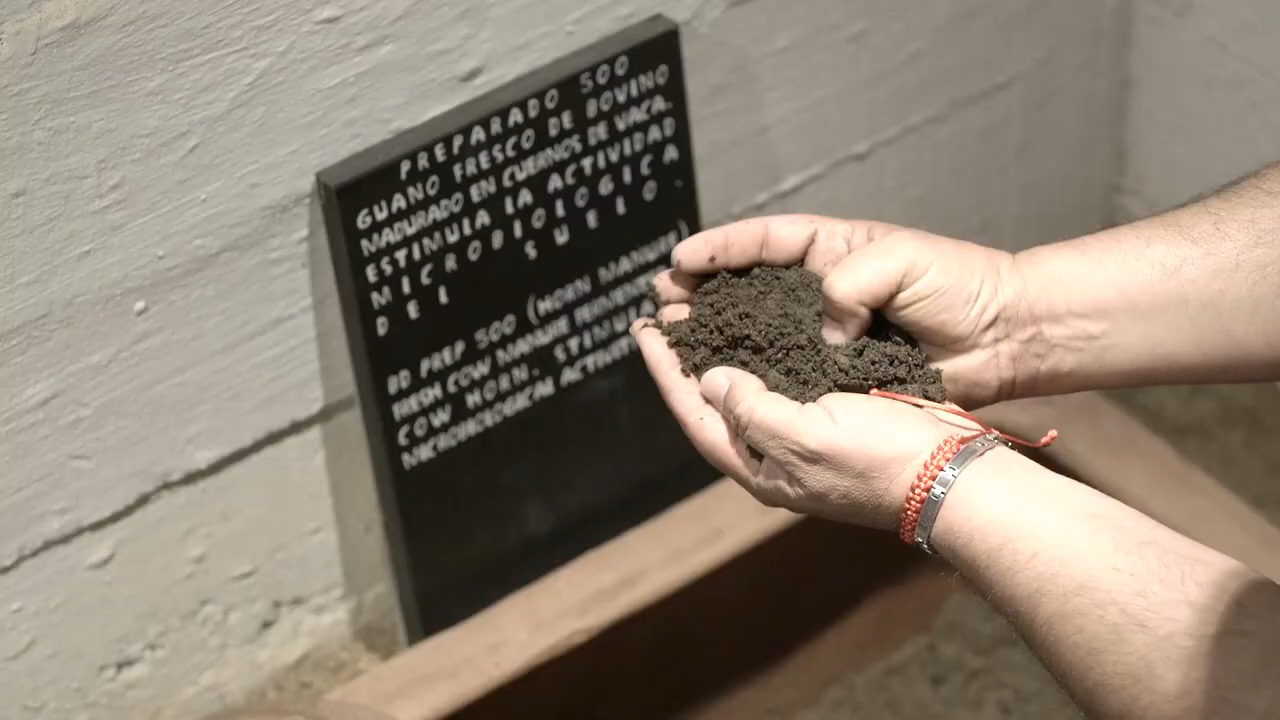 PREPARADO 500
GUANO FRESCO DE BOVINO
MADURADO EN CUERNOS DE VACA.
ESTIMULA LA ACTIVIDAD
MICROBIOLOGICA
DEL SUELO.
BD PREP 500 (HORN MANURE)
FRESH COW MANURE
COW HORN. STIMULA
MICROBIOLOGICAL